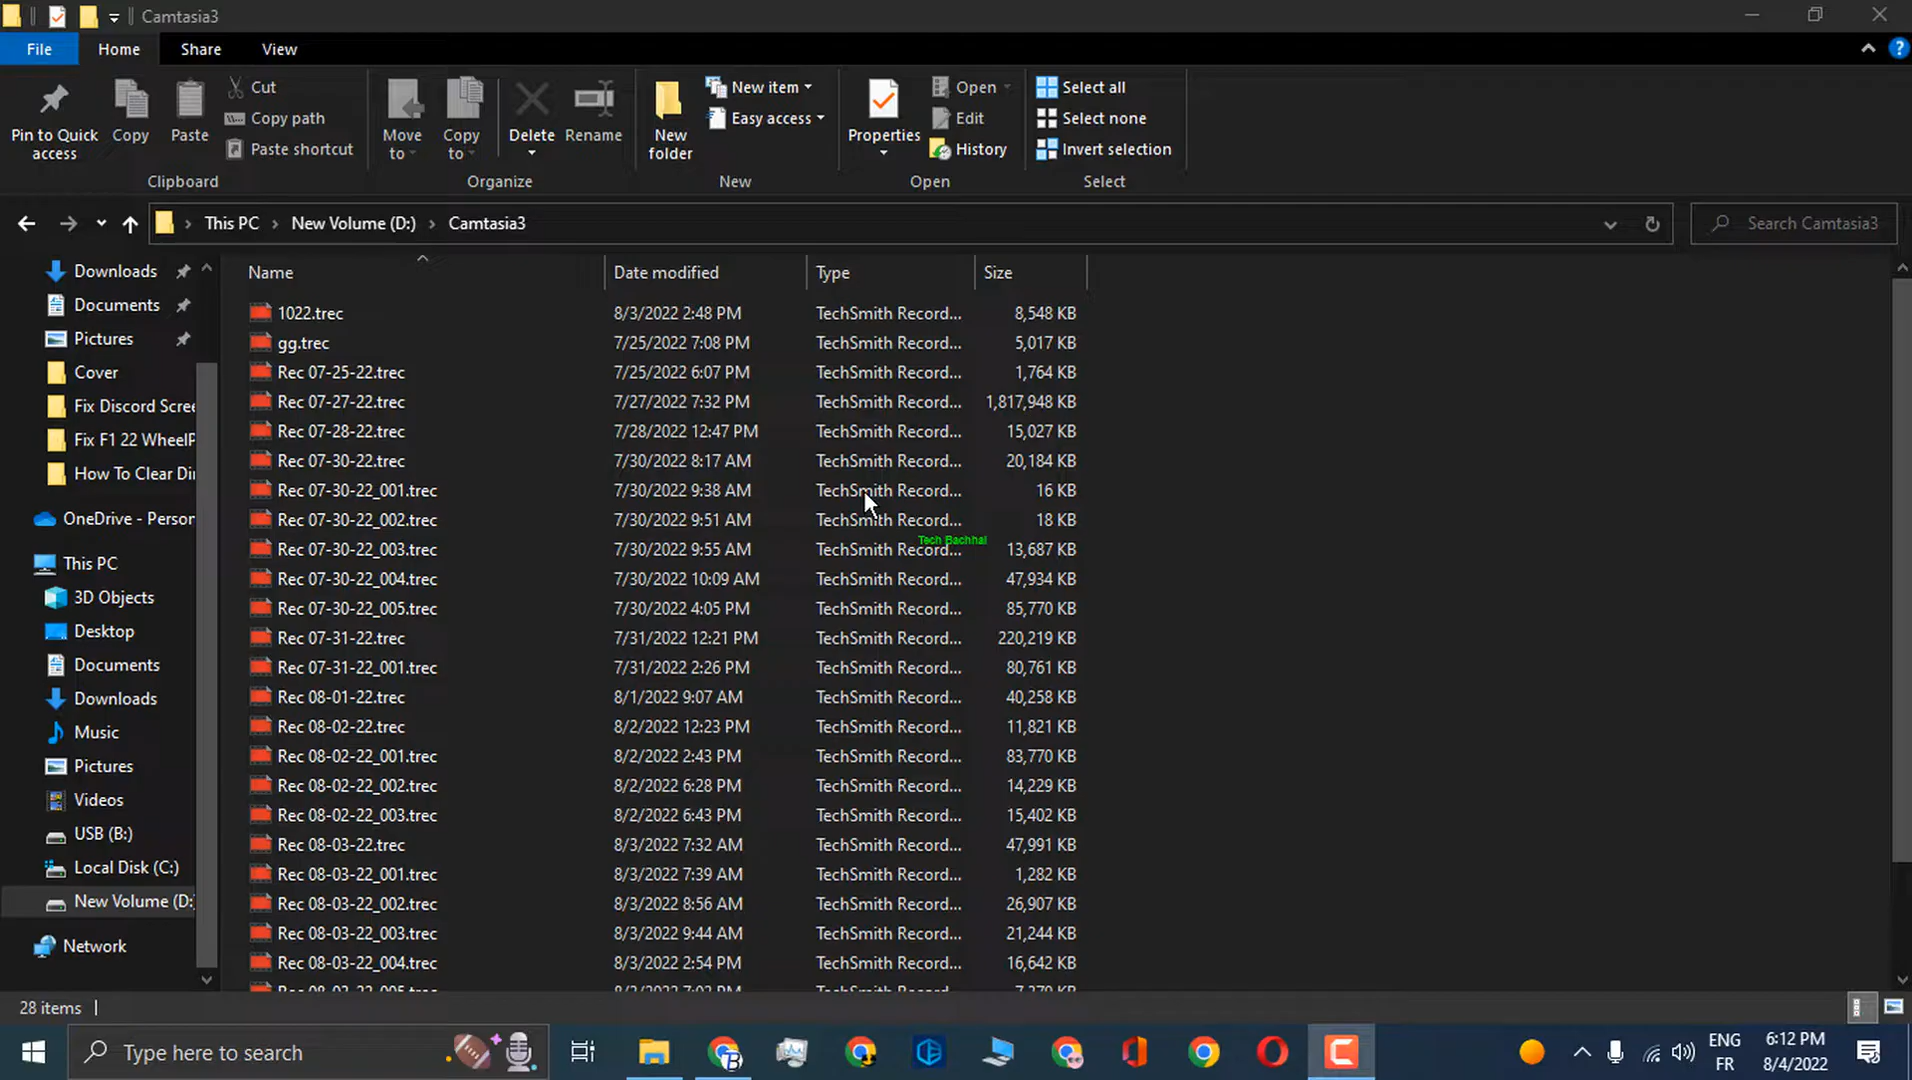 Camtasia3
File Home Share View
Pin to Quick access
Copy
Paste
Cut
Copy path
Paste shortcut
Clipboard
Move to
Copy to
Delete
Rename
Organize
New folder
New item
Easy access
New
Properties
Open
Edit
History
Open
Select all
Select none
Invert selection
Select
This PC › New Volume (D:) › Camtasia3
Search Camtasia3
Downloads
Documents
Pictures
Cover
Fix Discord Scree
Fix F1 22 WheelP
How To Clear Di
OneDrive - Person
This PC
3D Objects
Desktop
Documents
Downloads
Music
Pictures
Videos
USB (B:)
Local Disk (C:)
New Volume (D:
Network
Name Date modified Type Size
1022.trec 8/3/2022 2:48 PM TechSmith Record... 8,548 KB
gg.trec 7/25/2022 7:08 PM TechSmith Record... 5,017 KB
Rec 07-25-22.trec 7/25/2022 6:07 PM TechSmith Record... 1,764 KB
Rec 07-27-22.trec 7/27/2022 7:32 PM TechSmith Record... 1,817,948 KB
Rec 07-28-22.trec 7/28/2022 12:47 PM TechSmith Record... 15,027 KB
Rec 07-30-22.trec 7/30/2022 8:17 AM TechSmith Record... 20,184 KB
Rec 07-30-22_001.trec 7/30/2022 9:38 AM TechSmith Record... 16 KB
Rec 07-30-22_002.trec 7/30/2022 9:51 AM TechSmith Record... 18 KB
Tech Bachhal
Rec 07-30-22_003.trec 7/30/2022 9:55 AM TechSmith Record... 13,687 KB
Rec 07-30-22_004.trec 7/30/2022 10:09 AM TechSmith Record... 47,934 KB
Rec 07-30-22_005.trec 7/30/2022 4:05 PM TechSmith Record... 85,770 KB
Rec 07-31-22.trec 7/31/2022 12:21 PM TechSmith Record... 220,219 KB
Rec 07-31-22_001.trec 7/31/2022 2:26 PM TechSmith Record... 80,761 KB
Rec 08-01-22.trec 8/1/2022 9:07 AM TechSmith Record... 40,258 KB
Rec 08-02-22.trec 8/2/2022 12:23 PM TechSmith Record... 11,821 KB
Rec 08-02-22_001.trec 8/2/2022 2:43 PM TechSmith Record... 83,770 KB
Rec 08-02-22_002.trec 8/2/2022 6:28 PM TechSmith Record... 14,229 KB
Rec 08-02-22_003.trec 8/2/2022 6:43 PM TechSmith Record... 15,402 KB
Rec 08-03-22.trec 8/3/2022 7:32 AM TechSmith Record... 47,991 KB
Rec 08-03-22_001.trec 8/3/2022 7:39 AM TechSmith Record... 1,282 KB
Rec 08-03-22_002.trec 8/3/2022 8:56 AM TechSmith Record... 26,907 KB
Rec 08-03-22_003.trec 8/3/2022 9:44 AM TechSmith Record... 21,244 KB
Rec 08-03-22_004.trec 8/3/2022 2:54 PM TechSmith Record... 16,642 KB
28 items
Type here to search
ENG
FR
6:12 PM
8/4/2022